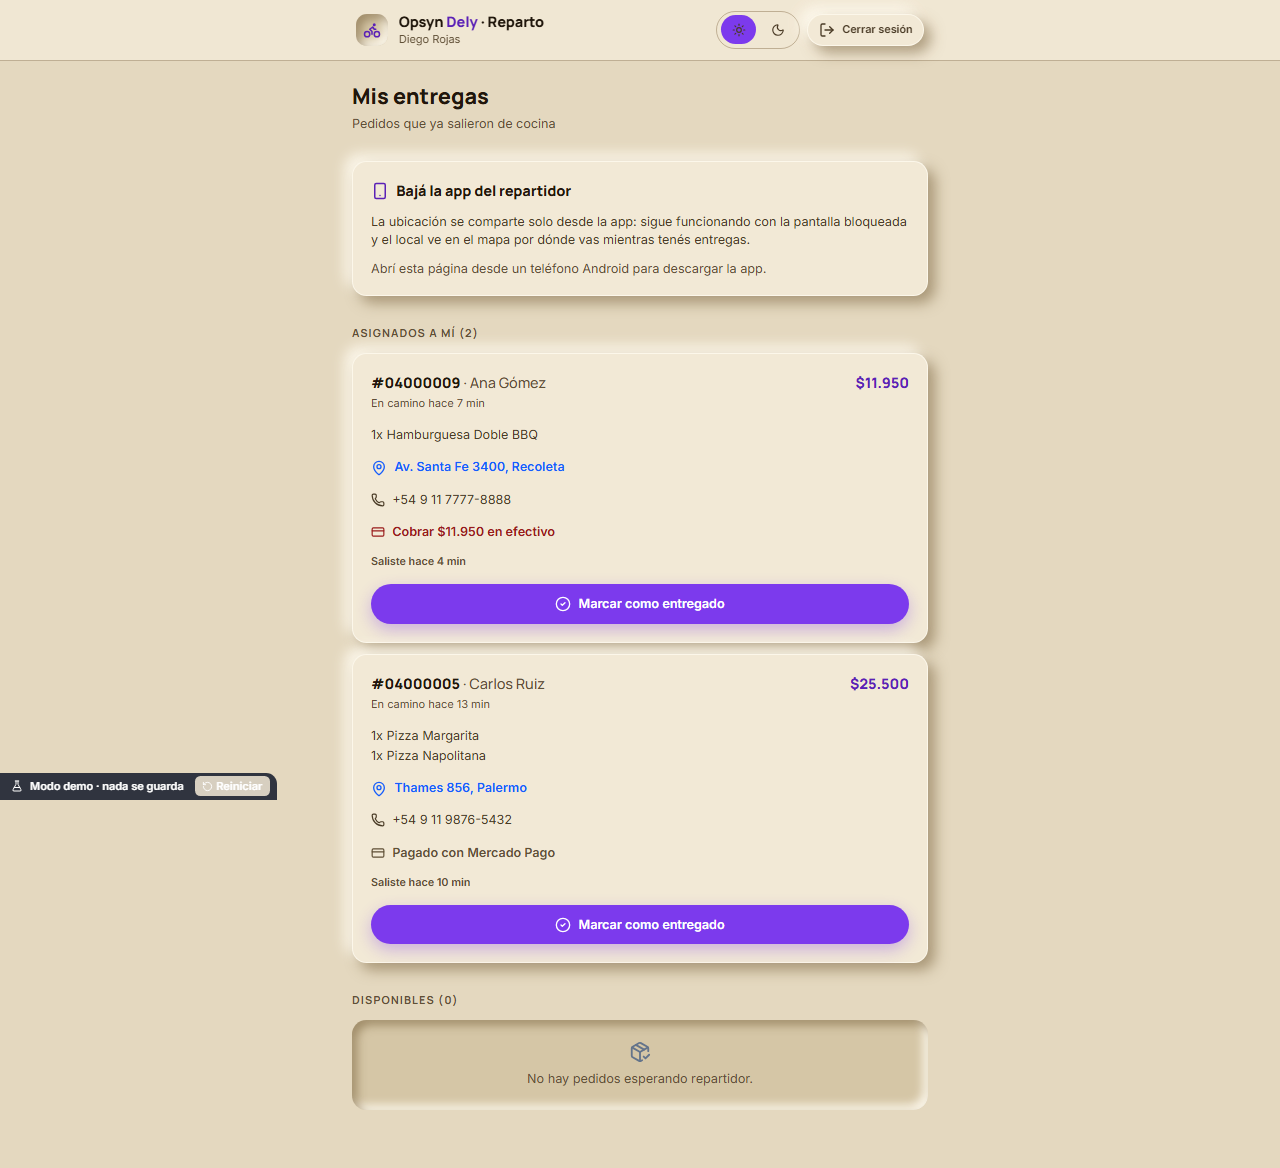 Opsyn Dely · Reparto
Diego Rojas
Cerrar sesión
Mis entregas
Pedidos que ya salieron de cocina
Bajá la app del repartidor
La ubicación se comparte solo desde la app: sigue funcionando con la pantalla bloqueada
y el local ve en el mapa por dónde vas mientras tenés entregas.
Abrí esta página desde un teléfono Android para descargar la app.
ASIGNADOS A MÍ (2)
#04000009 · Ana Gómez
$11.950
En camino hace 7 min
1x Hamburguesa Doble BBQ
Av. Santa Fe 3400, Recoleta
+54 9 11 7777-8888
Cobrar $11.950 en efectivo
Saliste hace 4 min
Marcar como entregado
#04000005 · Carlos Ruiz
$25.500
En camino hace 13 min
1x Pizza Margarita
1x Pizza Napolitana
Thames 856, Palermo
+54 9 11 9876-5432
Pagado con Mercado Pago
Saliste hace 10 min
Marcar como entregado
Modo demo · nada se guarda
Reiniciar
DISPONIBLES (0)
No hay pedidos esperando repartidor.